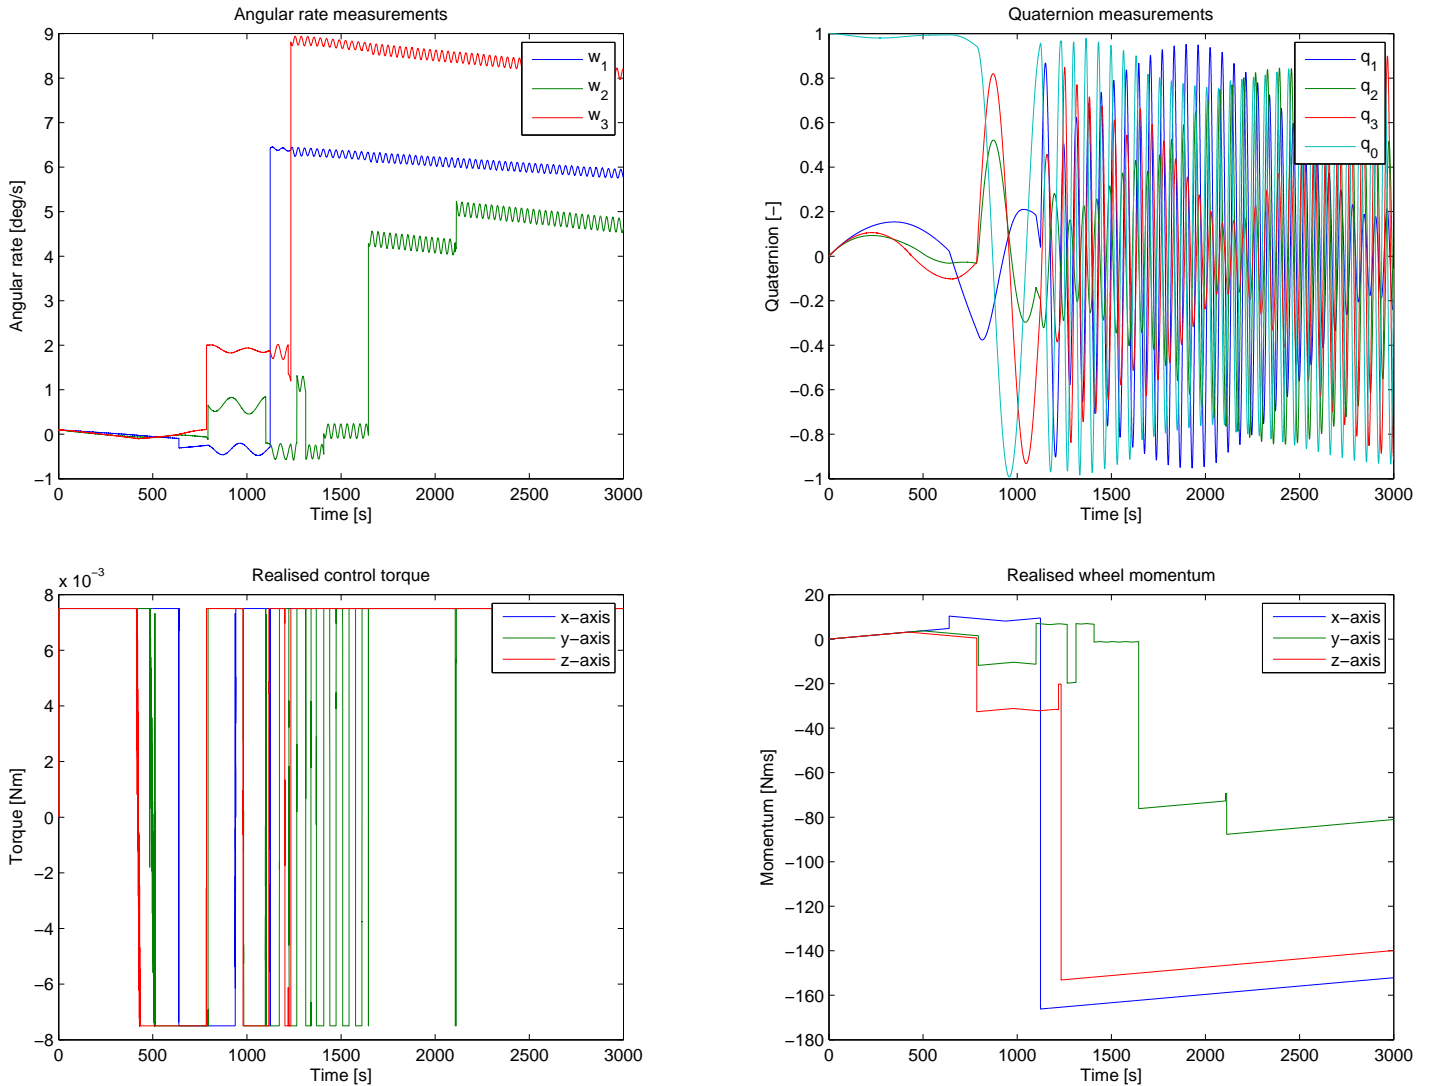 Angular rate measurements
9
8
7
6
5
4
3
2
1
0
−1
Angular rate [deg/s]
w1
w2
w3
0 500 1000 1500 2000 2500 3000
Time [s]
Quaternion measurements
1
0.8
0.6
0.4
0.2
0
−0.2
−0.4
−0.6
−0.8
−1
Quaternion [−]
q1
q2
q3
q0
0 500 1000 1500 2000 2500 3000
Time [s]
Realised control torque
x 10−3
8
6
4
2
0
−2
−4
−6
−8
Torque [Nm]
x−axis
y−axis
z−axis
0 500 1000 1500 2000 2500 3000
Time [s]
Realised wheel momentum
20
0
−20
−40
−60
−80
−100
−120
−140
−160
−180
Momentum [Nms]
x−axis
y−axis
z−axis
0 500 1000 1500 2000 2500 3000
Time [s]